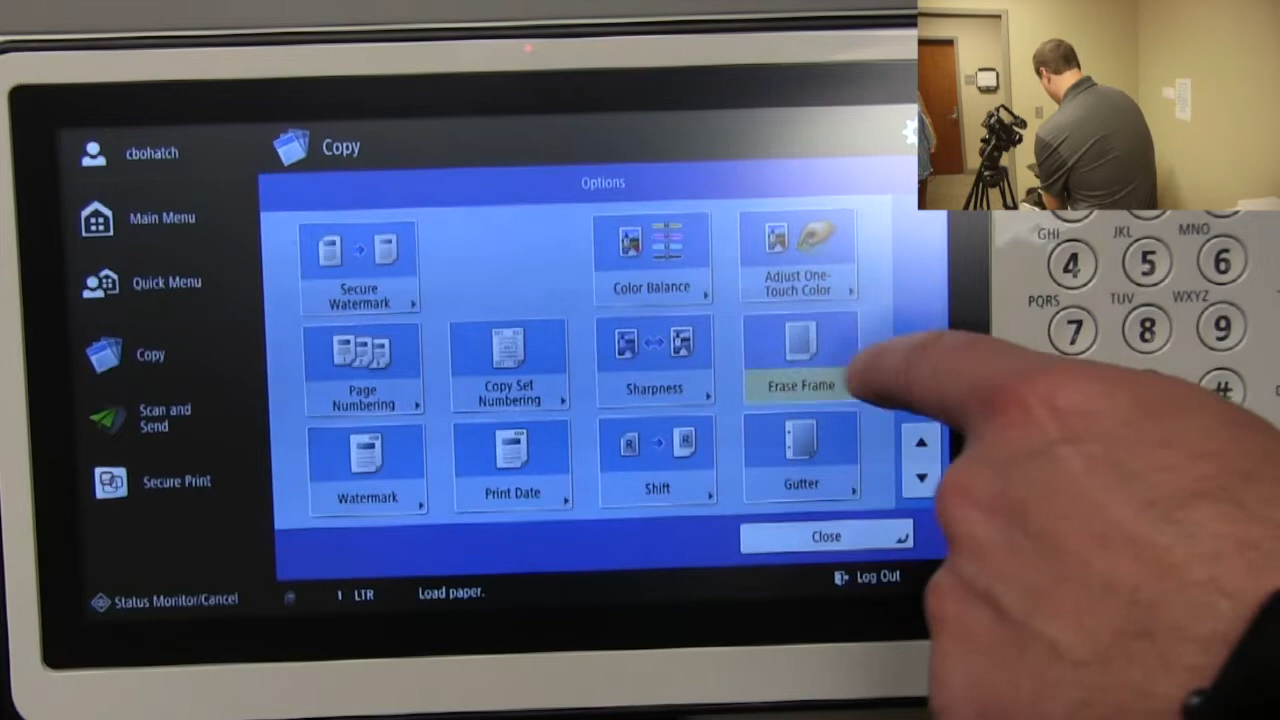 cbohatch
Main Menu
Quick Menu
Copy
Scan and
Send
Secure Print
Status Monitor/Cancel
Copy
Options
Secure
Watermark
Color Balance
Adjust One-
Touch Color
Page
Numbering
Copy Set
Numbering
Sharpness
Erase Frame
Watermark
Print Date
Shift
Gutter
Close
1 LTR Load paper.
Log Out
GHI JKL MNO
4 5 6
PQRS TUV WXYZ
7 8 9
#